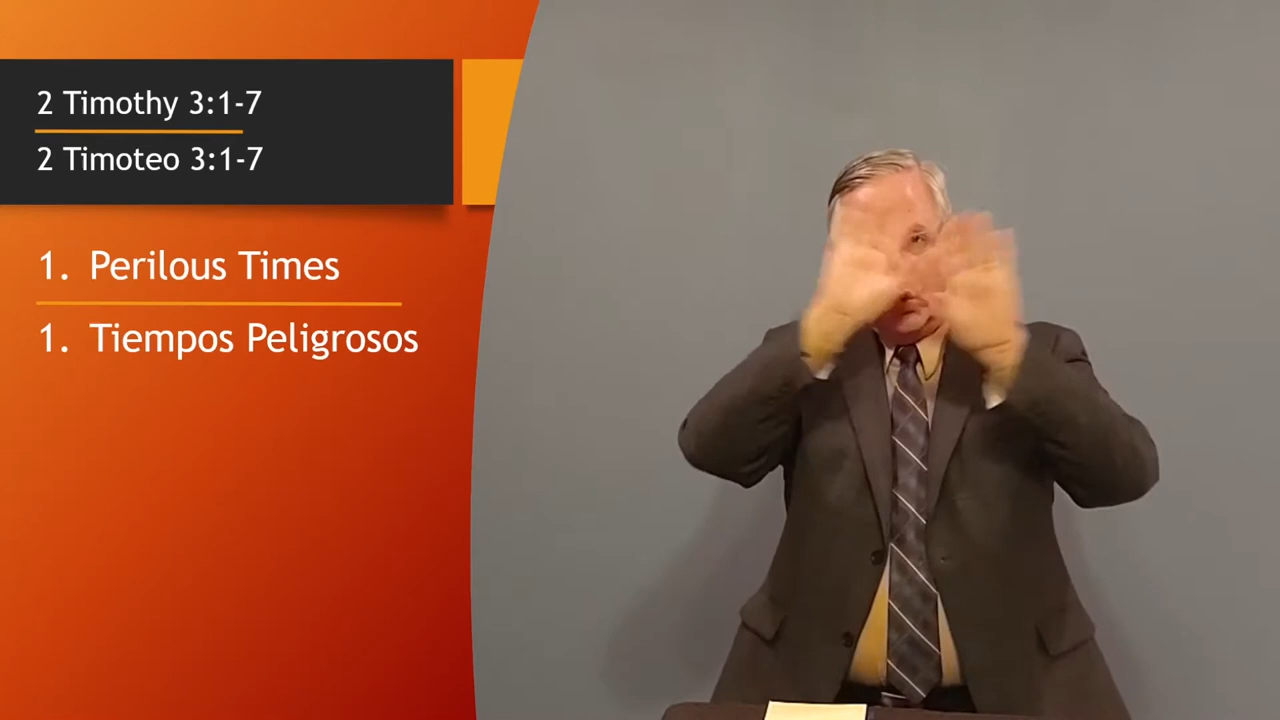 2 Timothy 3:1-7
2 Timoteo 3:1-7
1. Perilous Times
1. Tiempos Peligrosos